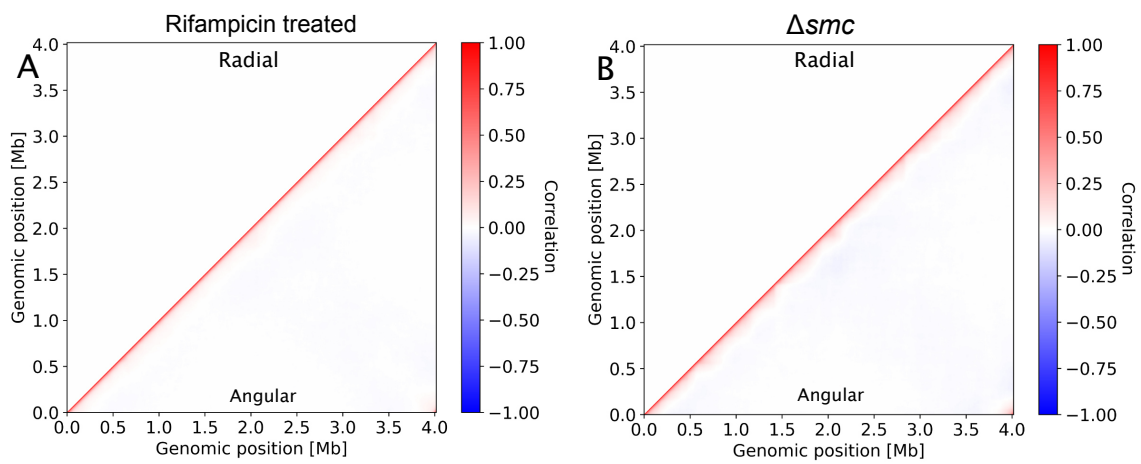 Rifampicin treated
A
Radial
Angular
4.0
3.5
3.0
2.5
2.0
1.5
1.0
0.5
0.0
Genomic position [Mb]
0.0 0.5 1.0 1.5 2.0 2.5 3.0 3.5 4.0
Genomic position [Mb]
1.00
0.75
0.50
0.25
0.00
−0.25
−0.50
−0.75
−1.00
Correlation
Δsmc
B
Radial
Angular
4.0
3.5
3.0
2.5
2.0
1.5
1.0
0.5
0.0
Genomic position [Mb]
0.0 0.5 1.0 1.5 2.0 2.5 3.0 3.5 4.0
Genomic position [Mb]
1.00
0.75
0.50
0.25
0.00
−0.25
−0.50
−0.75
−1.00
Correlation